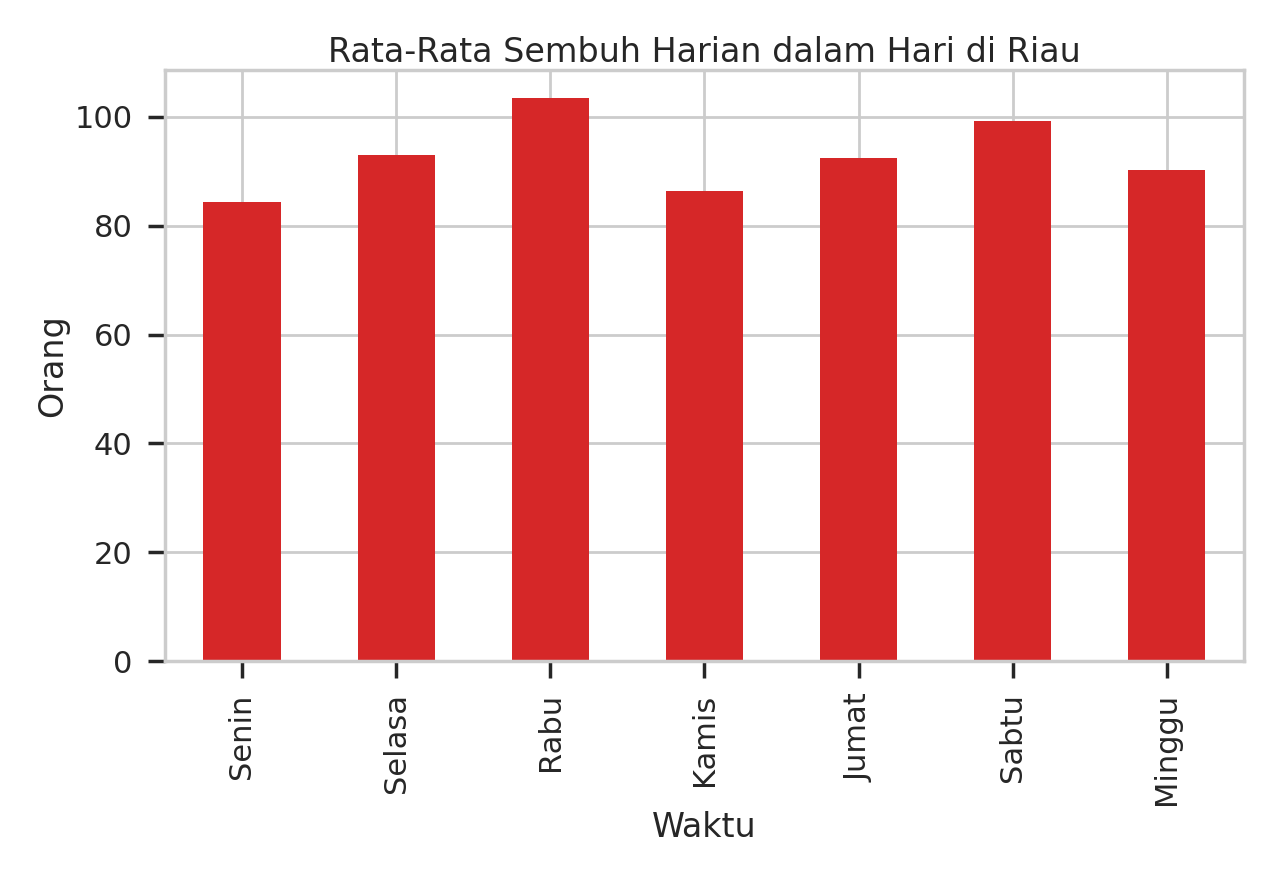 Rata-Rata Sembuh Harian dalam Hari di Riau
Orang
100
80
60
40
20
0
Senin
Selasa
Rabu
Kamis
Jumat
Sabtu
Minggu
Waktu